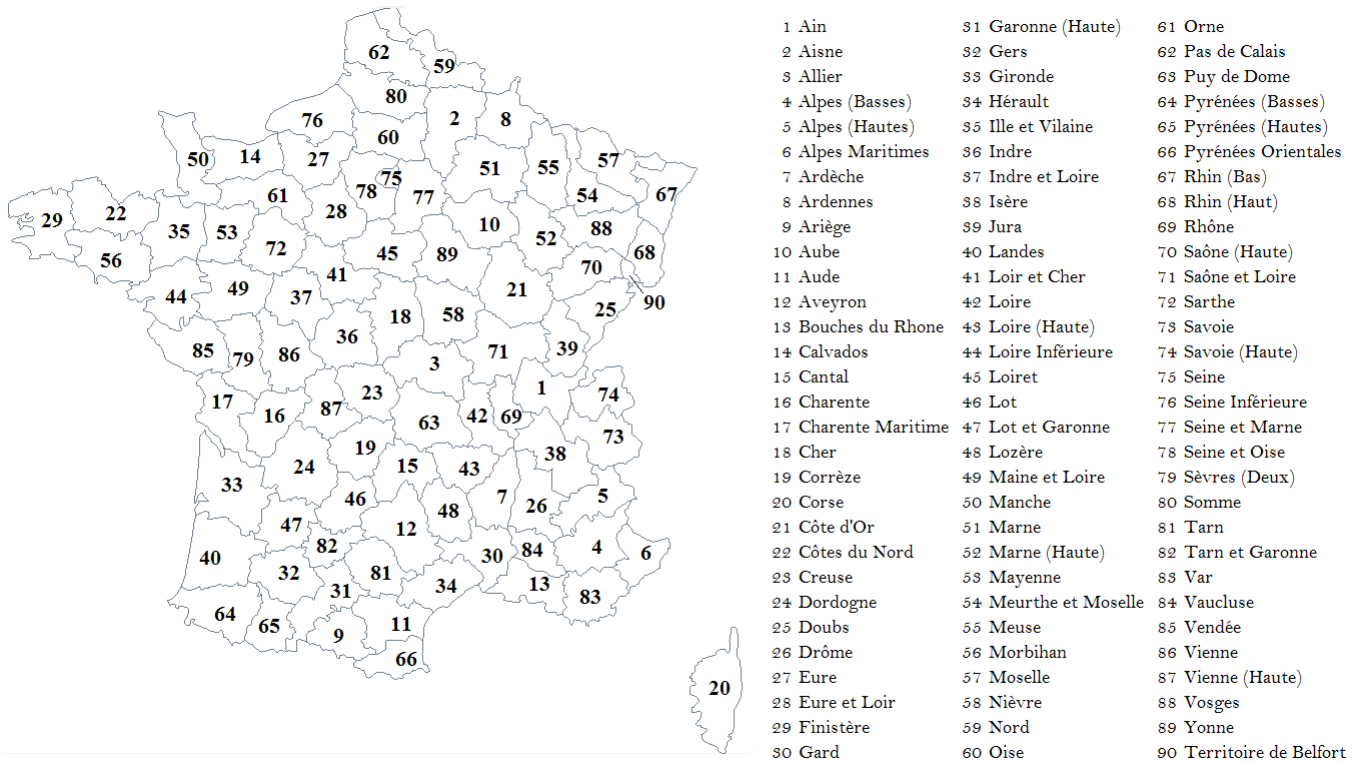 62
59
80
76
2
8
60
50
14
27
51
55
57
75
78
77
54
67
61
29
22
28
10
35
53
72
52
88
56
45
89
68
41
70
44
49
37
21
90
25
18
58
36
85
79
86
71
39
3
1
17
16
87
23
74
63
42
69
73
19
38
24
15
43
33
46
48
7
26
5
47
12
40
82
30
84
4
6
32
31
81
34
13
83
64
65
9
11
66
20
1 Ain
2 Aisne
3 Allier
4 Alpes (Basses)
5 Alpes (Hautes)
6 Alpes Maritimes
7 Ardèche
8 Ardennes
9 Ariège
10 Aube
11 Aude
12 Aveyron
13 Bouches du Rhone
14 Calvados
15 Cantal
16 Charente
17 Charente Maritime
18 Cher
19 Corrèze
20 Corse
21 Côte d'Or
22 Côtes du Nord
23 Creuse
24 Dordogne
25 Doubs
26 Drôme
27 Eure
28 Eure et Loir
29 Finistère
30 Gard
31 Garonne (Haute)
32 Gers
33 Gironde
34 Hérault
35 Ille et Vilaine
36 Indre
37 Indre et Loire
38 Isère
39 Jura
40 Landes
41 Loir et Cher
42 Loire
43 Loire (Haute)
44 Loire Inférieure
45 Loiret
46 Lot
47 Lot et Garonne
48 Lozère
49 Maine et Loire
50 Manche
51 Marne
52 Marne (Haute)
53 Mayenne
54 Meurthe et Moselle
55 Meuse
56 Morbihan
57 Moselle
58 Nièvre
59 Nord
60 Oise
61 Orne
62 Pas de Calais
63 Puy de Dome
64 Pyrénées (Basses)
65 Pyrénées (Hautes)
66 Pyrénées Orientales
67 Rhin (Bas)
68 Rhin (Haut)
69 Rhône
70 Saône (Haute)
71 Saône et Loire
72 Sarthe
73 Savoie
74 Savoie (Haute)
75 Seine
76 Seine Inférieure
77 Seine et Marne
78 Seine et Oise
79 Sèvres (Deux)
80 Somme
81 Tarn
82 Tarn et Garonne
83 Var
84 Vaucluse
85 Vendée
86 Vienne
87 Vienne (Haute)
88 Vosges
89 Yonne
90 Territoire de Belfort